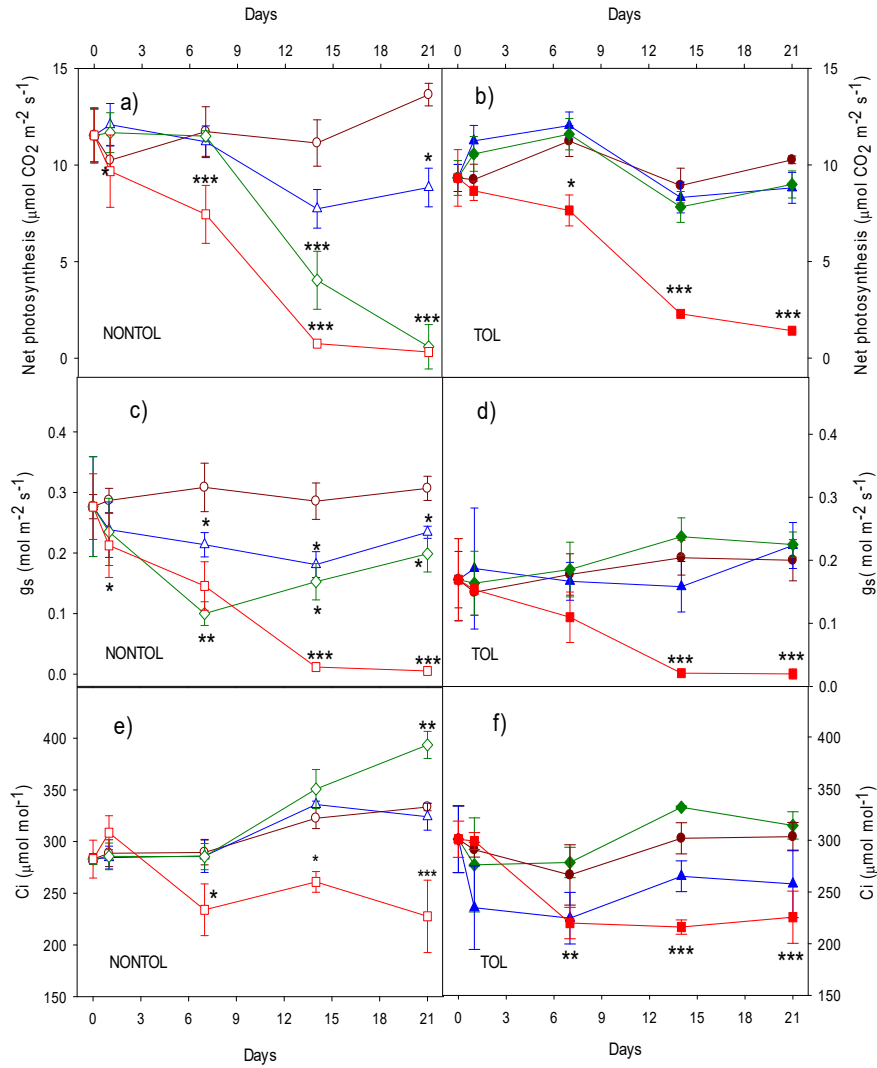 Days Days
0 3 6 9 12 15 18 21 0 3 6 9 12 15 18 21
Net photosynthesis (μmol CO2 m-2 s-1)
15
10
5
0
a)
*
***
***
***
*
***
NONTOL
b)
*
***
***
TOL
15
10
5
0
Net photosynthesis (μmol CO2 m-2 s-1)
gs (mol m-2 s-1)
0.4
0.3
0.2
0.1
0.0
c)
*
*
**
*
*
***
*
*
***
NONTOL
d)
***
***
TOL
0.4
0.3
0.2
0.1
0.0
gs( mol m-2 s-1)
Ci (μmol mol-1)
400
350
300
250
200
150
e)
*
*
**
***
NONTOL
f)
**
***
***
TOL
400
350
300
250
200
150
Ci (μmol mol-1)
0 3 6 9 12 15 18 21 0 3 6 9 12 15 18 21
Days Days